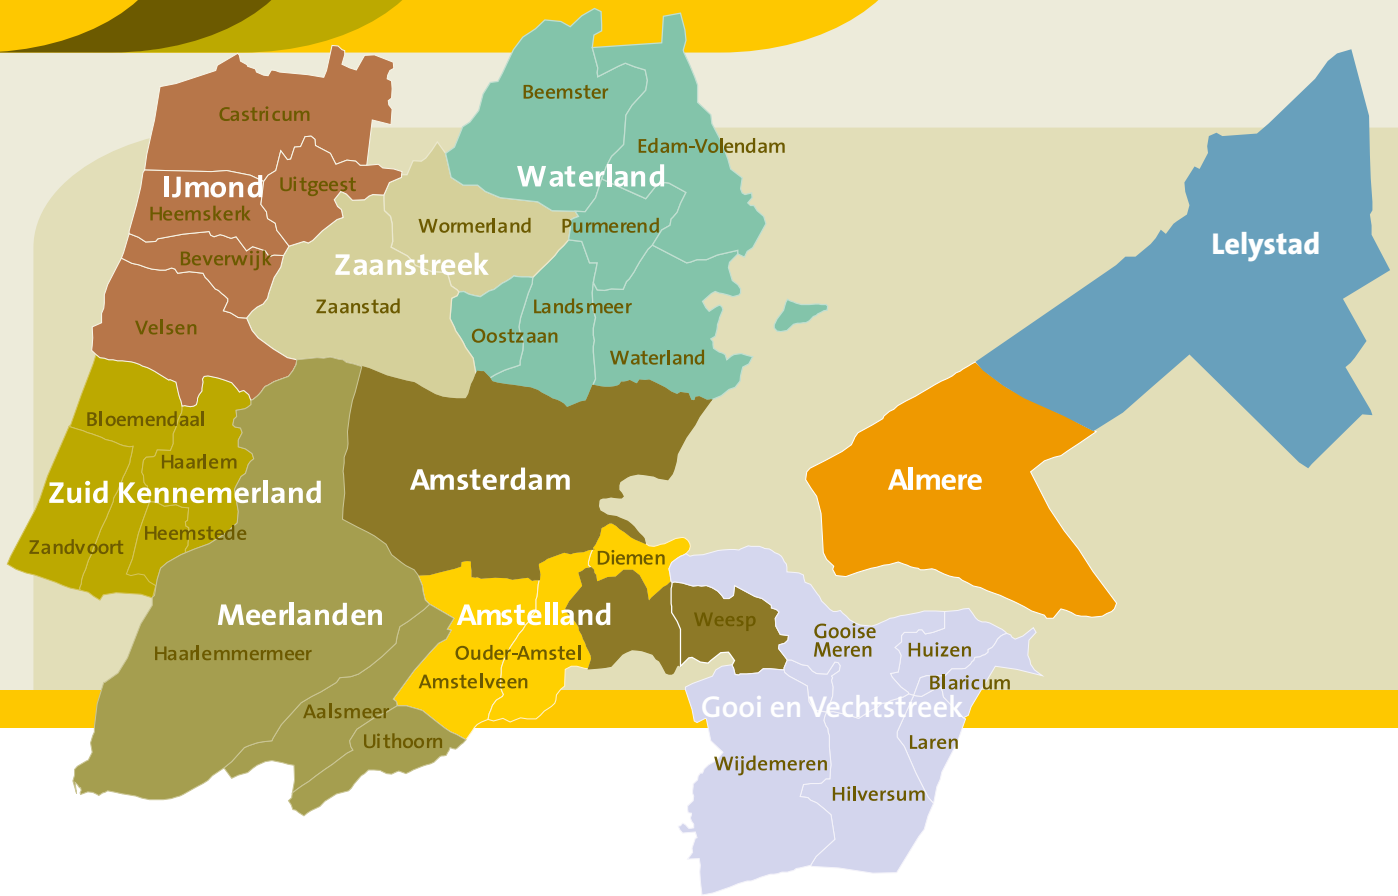 Beemster
Castricum
Edam-Volendam
Waterland
IJmond
Uitgeest
Heemskerk
Wormerland
Purmerend
Lelystad
Beverwijk
Zaanstreek
Zaanstad
Landsmeer
Velsen
Oostzaan
Waterland
Bloemendaal
Haarlem
Amsterdam
Almere
Zuid Kennemerland
Heemstede
Zandvoort
Diemen
Meerlanden
Amstelland
Weesp
Gooise
Meren
Huizen
Haarlemmermeer
Ouder-Amstel
Amstelveen
Blaricum
Gooi en Vechtstreek
Aalsmeer
Uithoorn
Laren
Wijdemeren
Hilversum